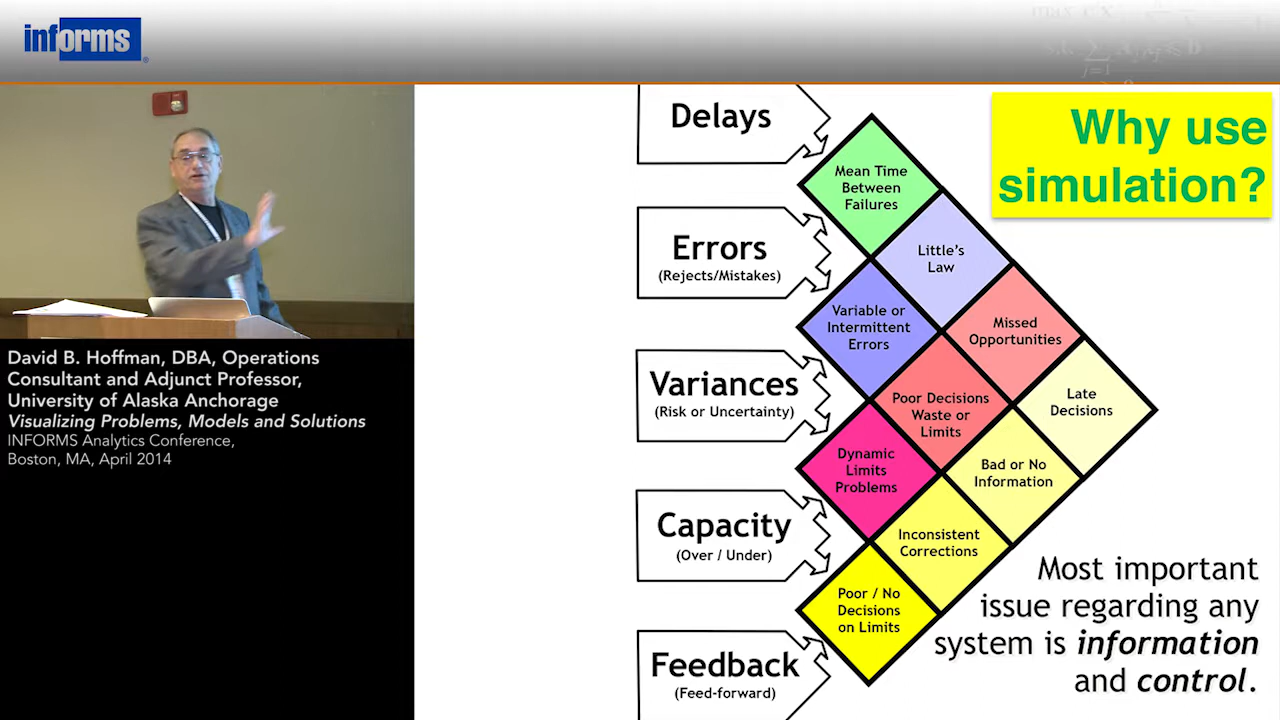 informs
David B. Hoffman, DBA, Operations
Consultant and Adjunct Professor,
University of Alaska Anchorage
Visualizing Problems, Models and Solutions
INFORMS Analytics Conference,
Boston, MA, April 2014
Why use
simulation?
Delays
Errors
(Rejects/Mistakes)
Variances
(Risk or Uncertainty)
Capacity
(Over / Under)
Feedback
(Feed-forward)
Mean Time
Between
Failures
Little's
Law
Variable or
Intermittent
Errors
Missed
Opportunities
Poor Decisions
Waste or
Limits
Late
Decisions
Dynamic
Limits
Problems
Bad or No
Information
Inconsistent
Corrections
Poor / No
Decisions
on Limits
Most important
issue regarding any
system is information
and control.